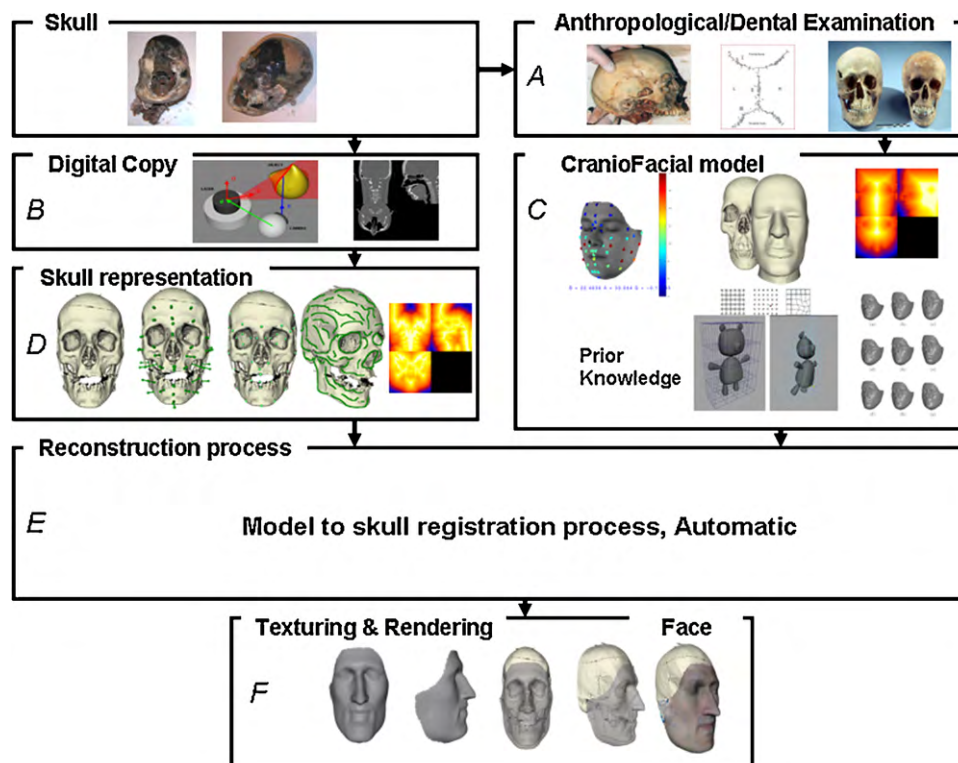 Skull
Anthropological/Dental Examination
A
Digital Copy
B
CranioFacial model
C
Skull representation
D
Prior
Knowledge
Reconstruction process
E
Model to skull registration process, Automatic
Texturing & Rendering
Face
F